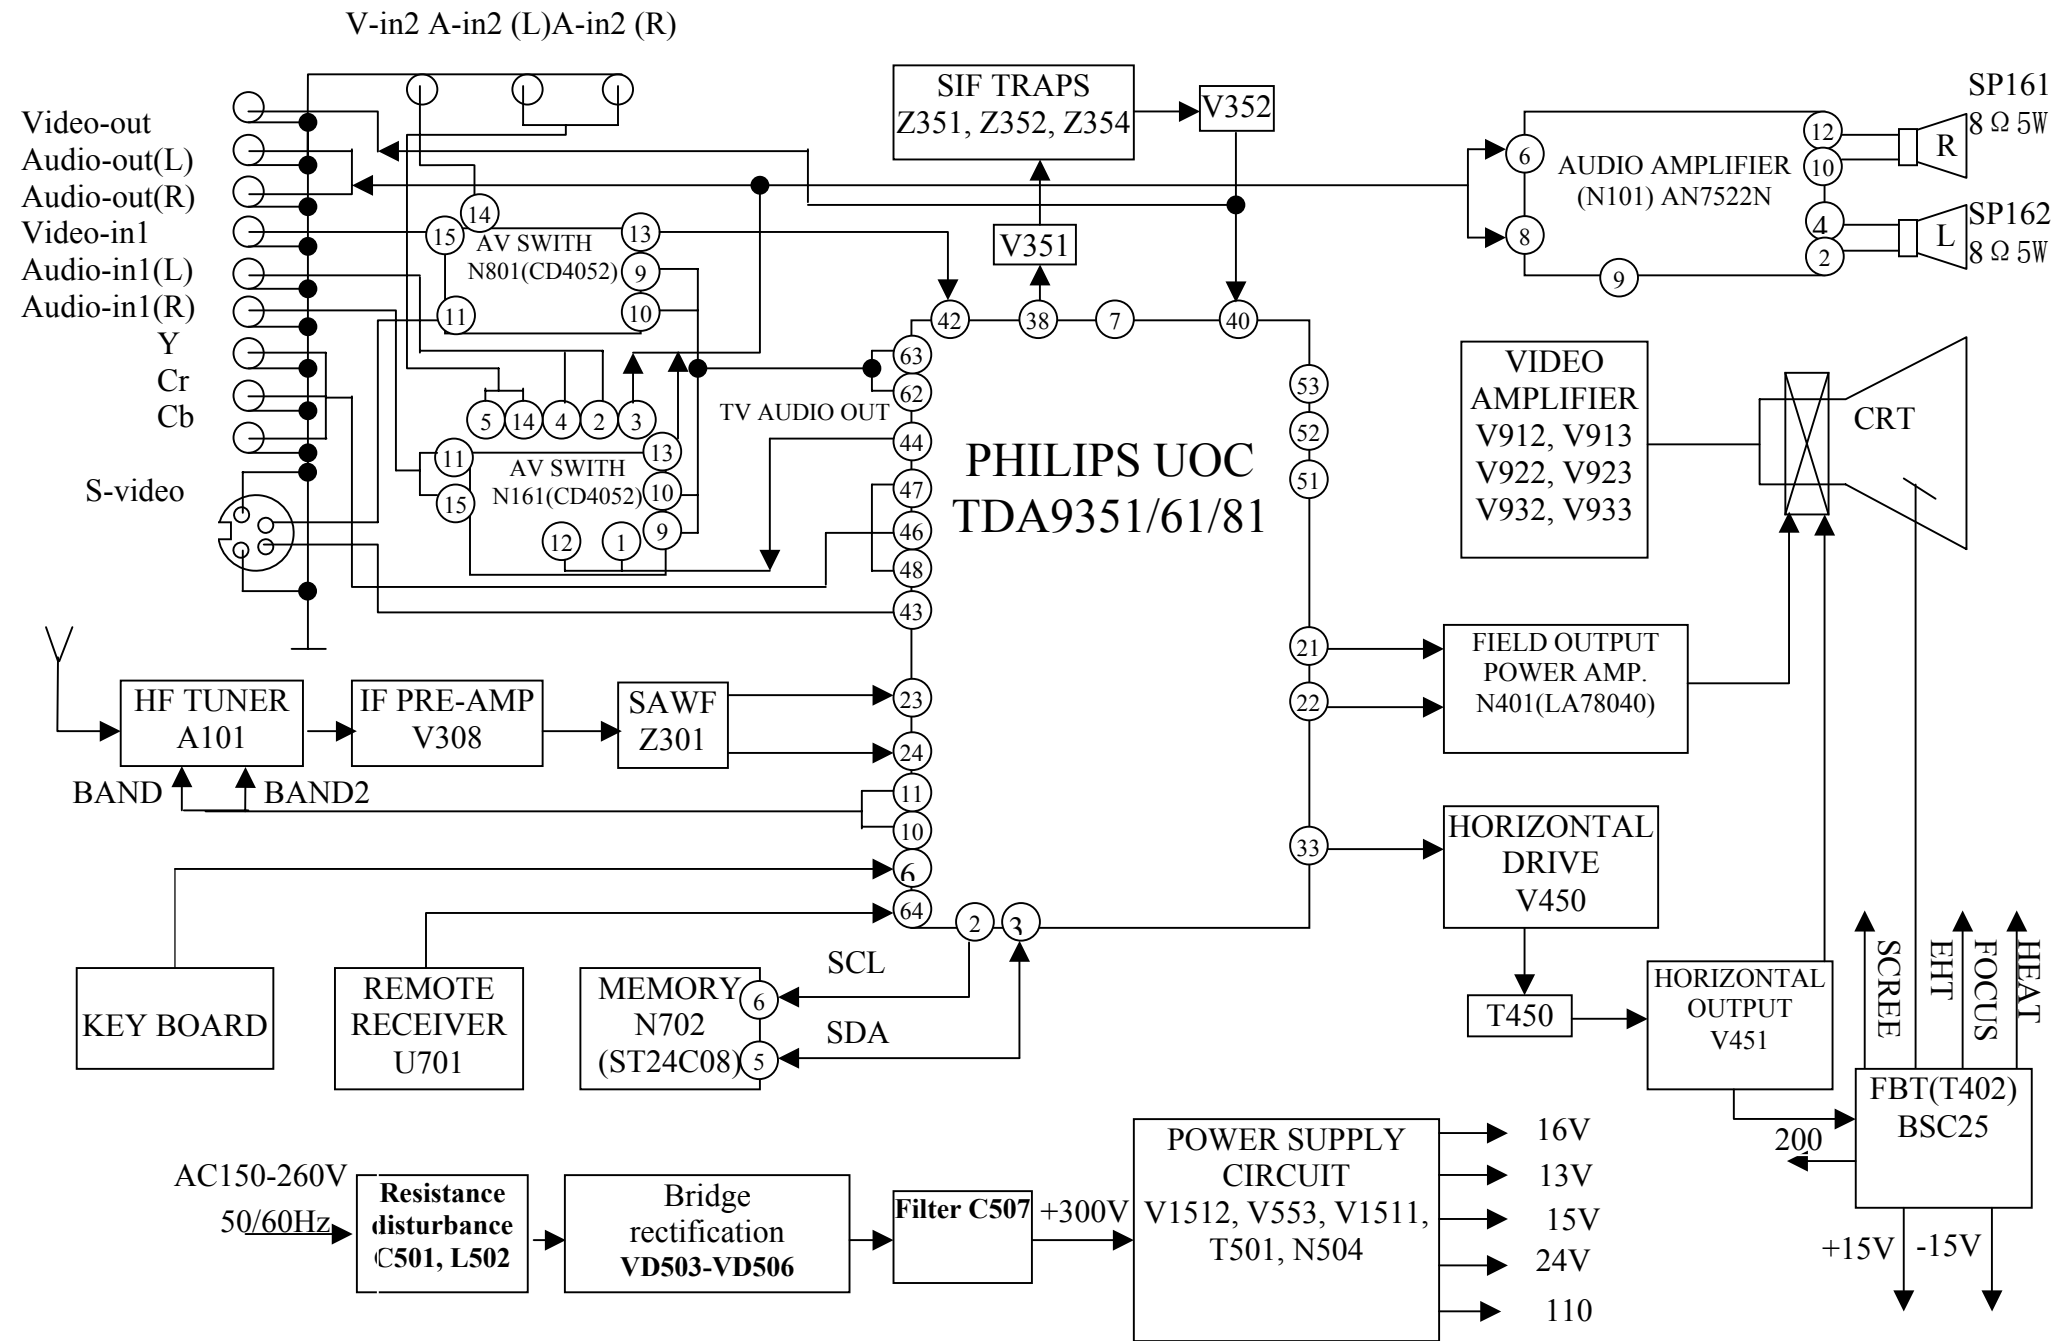 V-in2 A-in2 (L)A-in2 (R)
Video-out
Audio-out(L)
Audio-out(R)
Video-in1
Audio-in1(L)
Audio-in1(R)
Y
Cr
Cb
S-video
14
15
13
AV SWITH
N801(CD4052)
9
11
10
5
14
4
2
3
11
13
AV SWITH
N161(CD4052)
10
15
9
12
1
TV AUDIO OUT
SIF TRAPS
Z351, Z352, Z354
V352
V351
6
8
AUDIO AMPLIFIER
(N101) AN7522N
9
12
10
4
2
R
L
SP161
8 Ω 5W
SP162
8 Ω 5W
42
38
7
40
63
62
44
47
46
48
43
23
24
11
10
6
64
2
3
53
52
51
21
22
33
PHILIPS UOC
TDA9351/61/81
VIDEO
AMPLIFIER
V912, V913
V922, V923
V932, V933
CRT
FIELD OUTPUT
POWER AMP.
N401(LA78040)
HF TUNER
A101
IF PRE-AMP
V308
SAWF
Z301
BAND
BAND2
HORIZONTAL
DRIVE
V450
T450
HORIZONTAL
OUTPUT
V451
SCREE
EHT
FOCUS
HEAT
FBT(T402)
BSC25
200
+15V
-15V
KEY BOARD
REMOTE
RECEIVER
U701
MEMORY
N702
(ST24C08)
6
5
SCL
SDA
AC150-260V
50/60Hz
Resistance
disturbance
C501, L502
Bridge
rectification
VD503-VD506
Filter C507
+300V
POWER SUPPLY
CIRCUIT
V1512, V553, V1511,
T501, N504
16V
13V
15V
24V
110